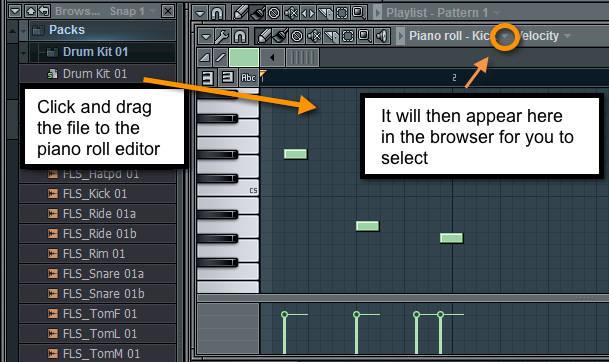 Brows... Snap 1
Playlist - Pattern 1
Packs
Piano roll - Kick
Velocity
Drum Kit 01
Drum Kit 01
Abc
2
Click and drag
the file to the
piano roll editor
It will then appear here
in the browser for you to
select
FLS_Hatpd 01
FLS_Kick 01
C5
FLS_Ride 01a
FLS_Ride 01b
FLS_Rim 01
FLS_Snare 01a
FLS_Snare 01b
FLS_TomF 01
FLS_TomL 01
FLS_TomM 01